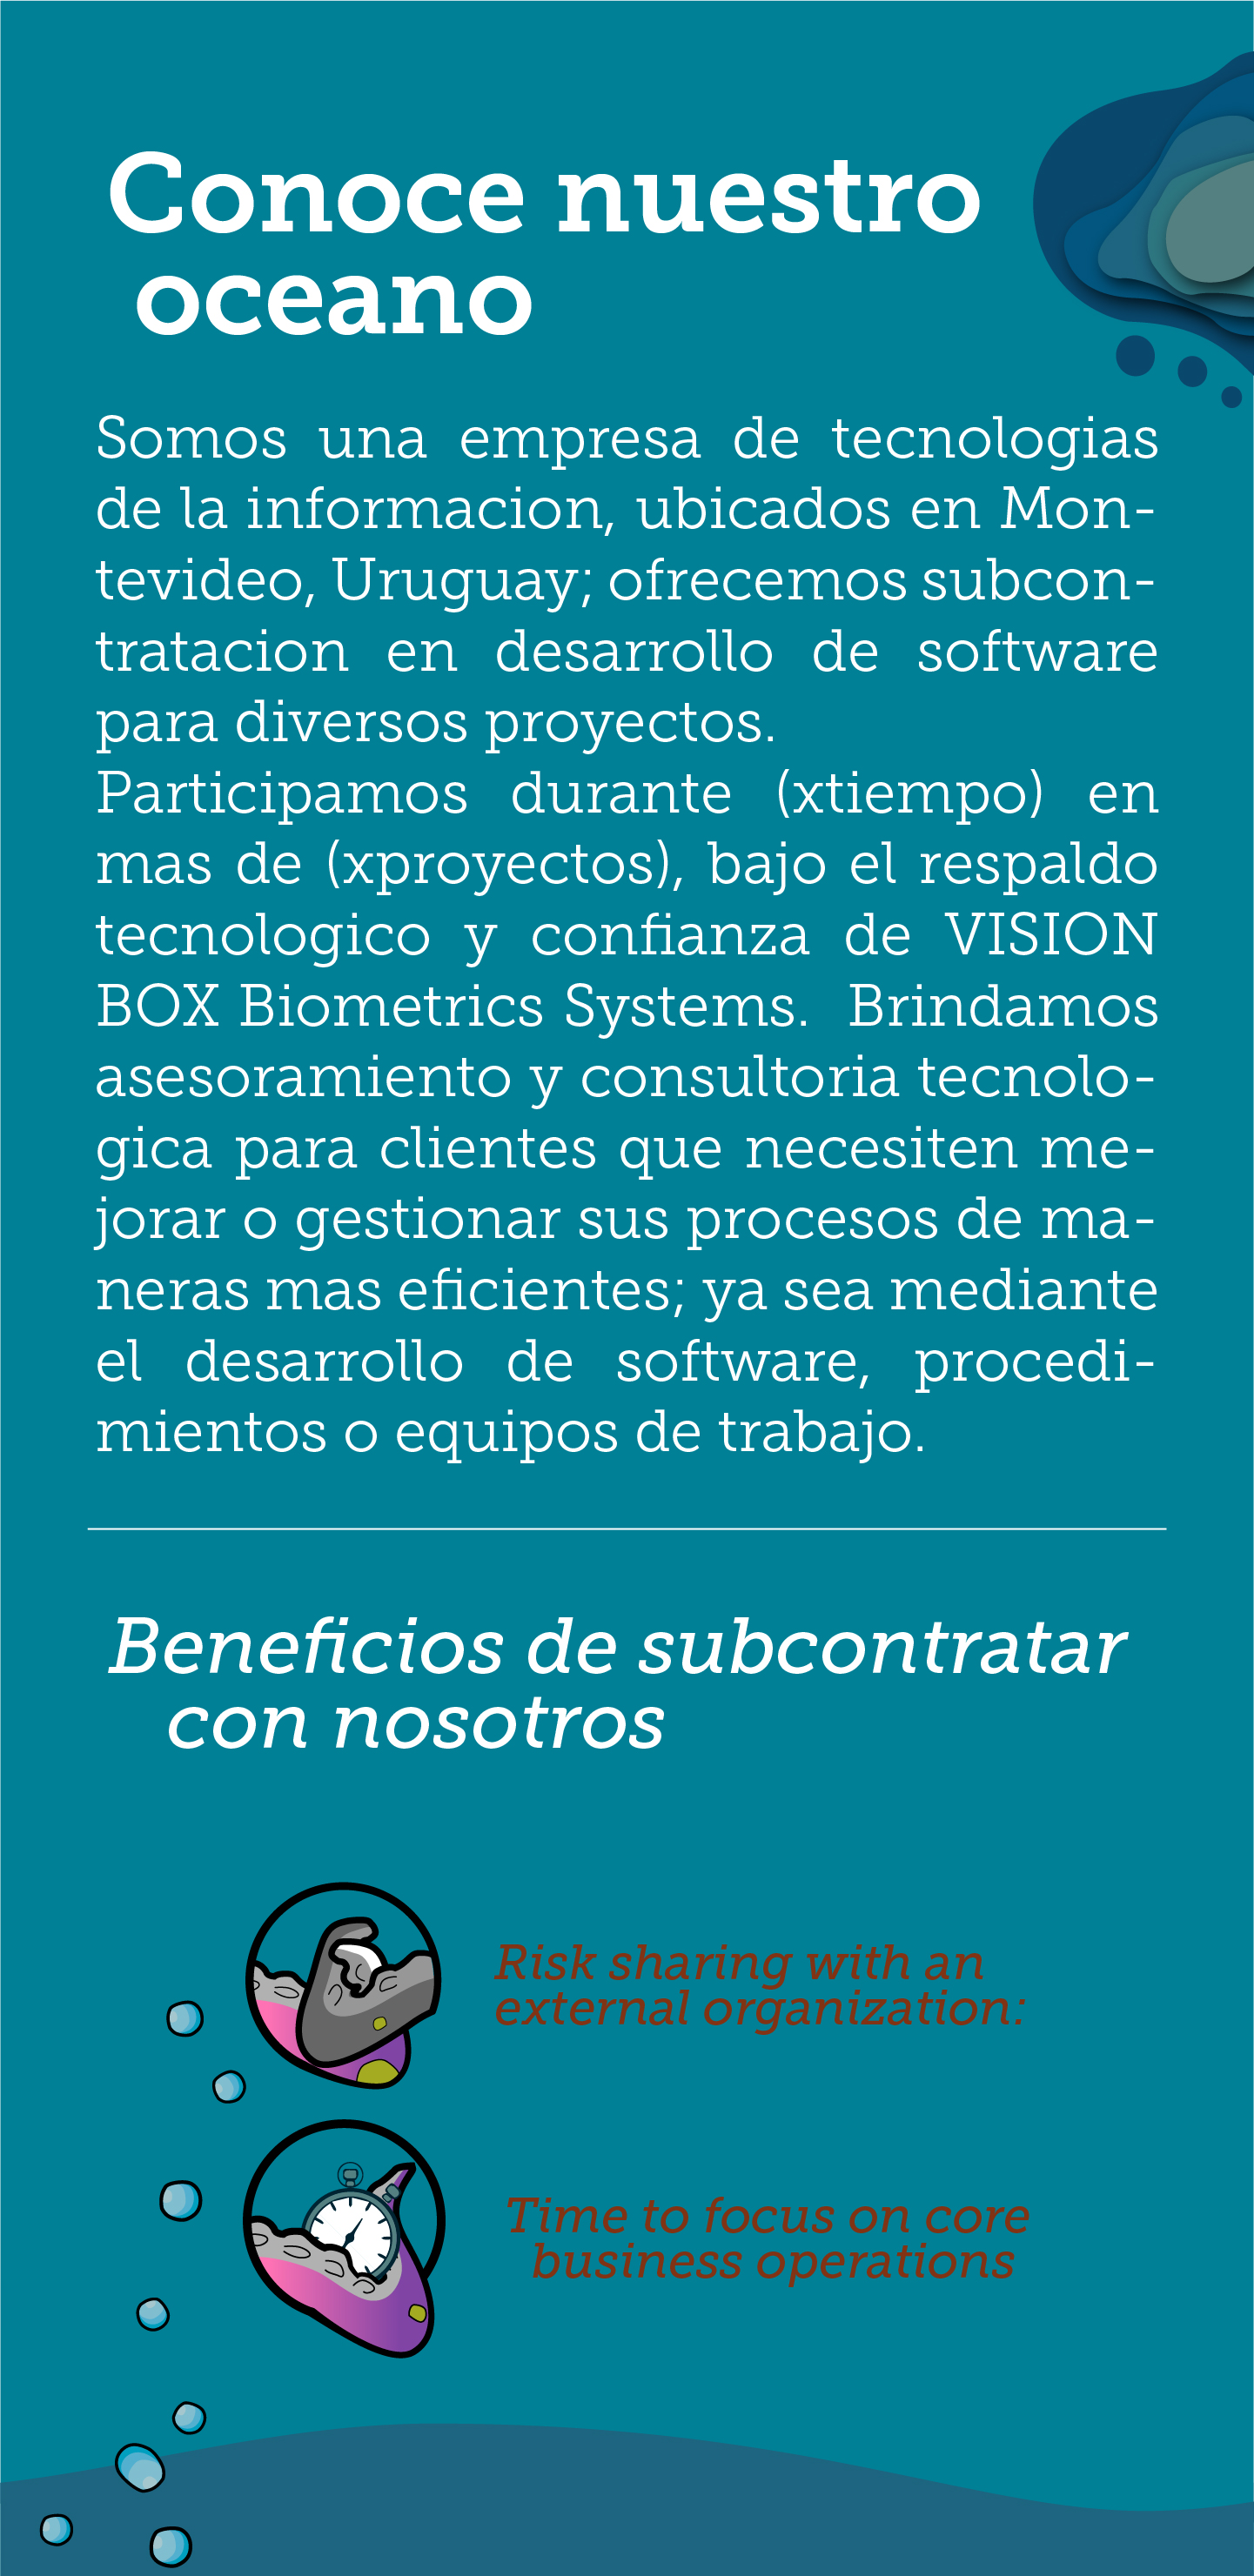 Conoce nuestro
oceano
Somos una empresa de tecnologias
de la informacion, ubicados en Mon-
tevideo, Uruguay; ofrecemos subcon-
tratacion en desarrollo de software
para diversos proyectos.
Participamos durante (xtiempo) en
mas de (xproyectos), bajo el respaldo
tecnologico y confianza de VISION
BOX Biometrics Systems. Brindamos
asesoramiento y consultoria tecnolo-
gica para clientes que necesiten me-
jorar o gestionar sus procesos de ma-
neras mas eficientes; ya sea mediante
el desarrollo de software, procedi-
mientos o equipos de trabajo.
Beneficios de subcontratar
con nosotros
Risk sharing with an
external organization:
Time to focus on core
business operations